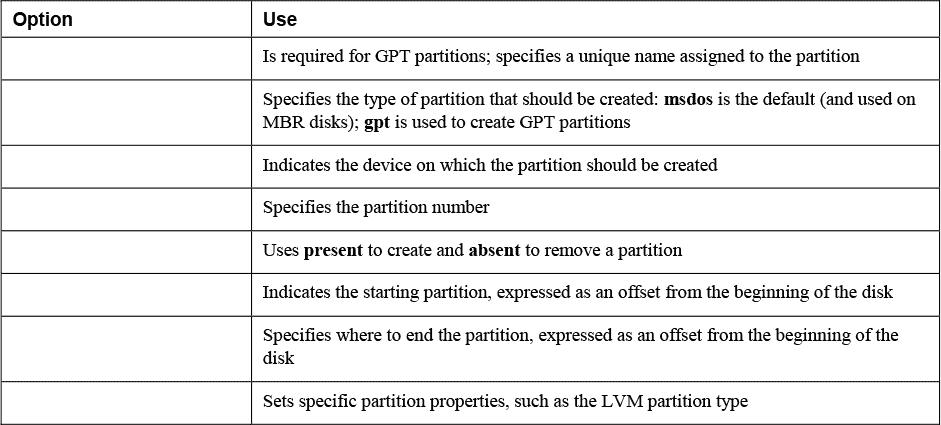 Option Use
Is required for GPT partitions; specifies a unique name assigned to the partition
Specifies the type of partition that should be created: msdos is the default (and used on
MBR disks); gpt is used to create GPT partitions
Indicates the device on which the partition should be created
Specifies the partition number
Uses present to create and absent to remove a partition
Indicates the starting partition, expressed as an offset from the beginning of the disk
Specifies where to end the partition, expressed as an offset from the beginning of the
disk
Sets specific partition properties, such as the LVM partition type